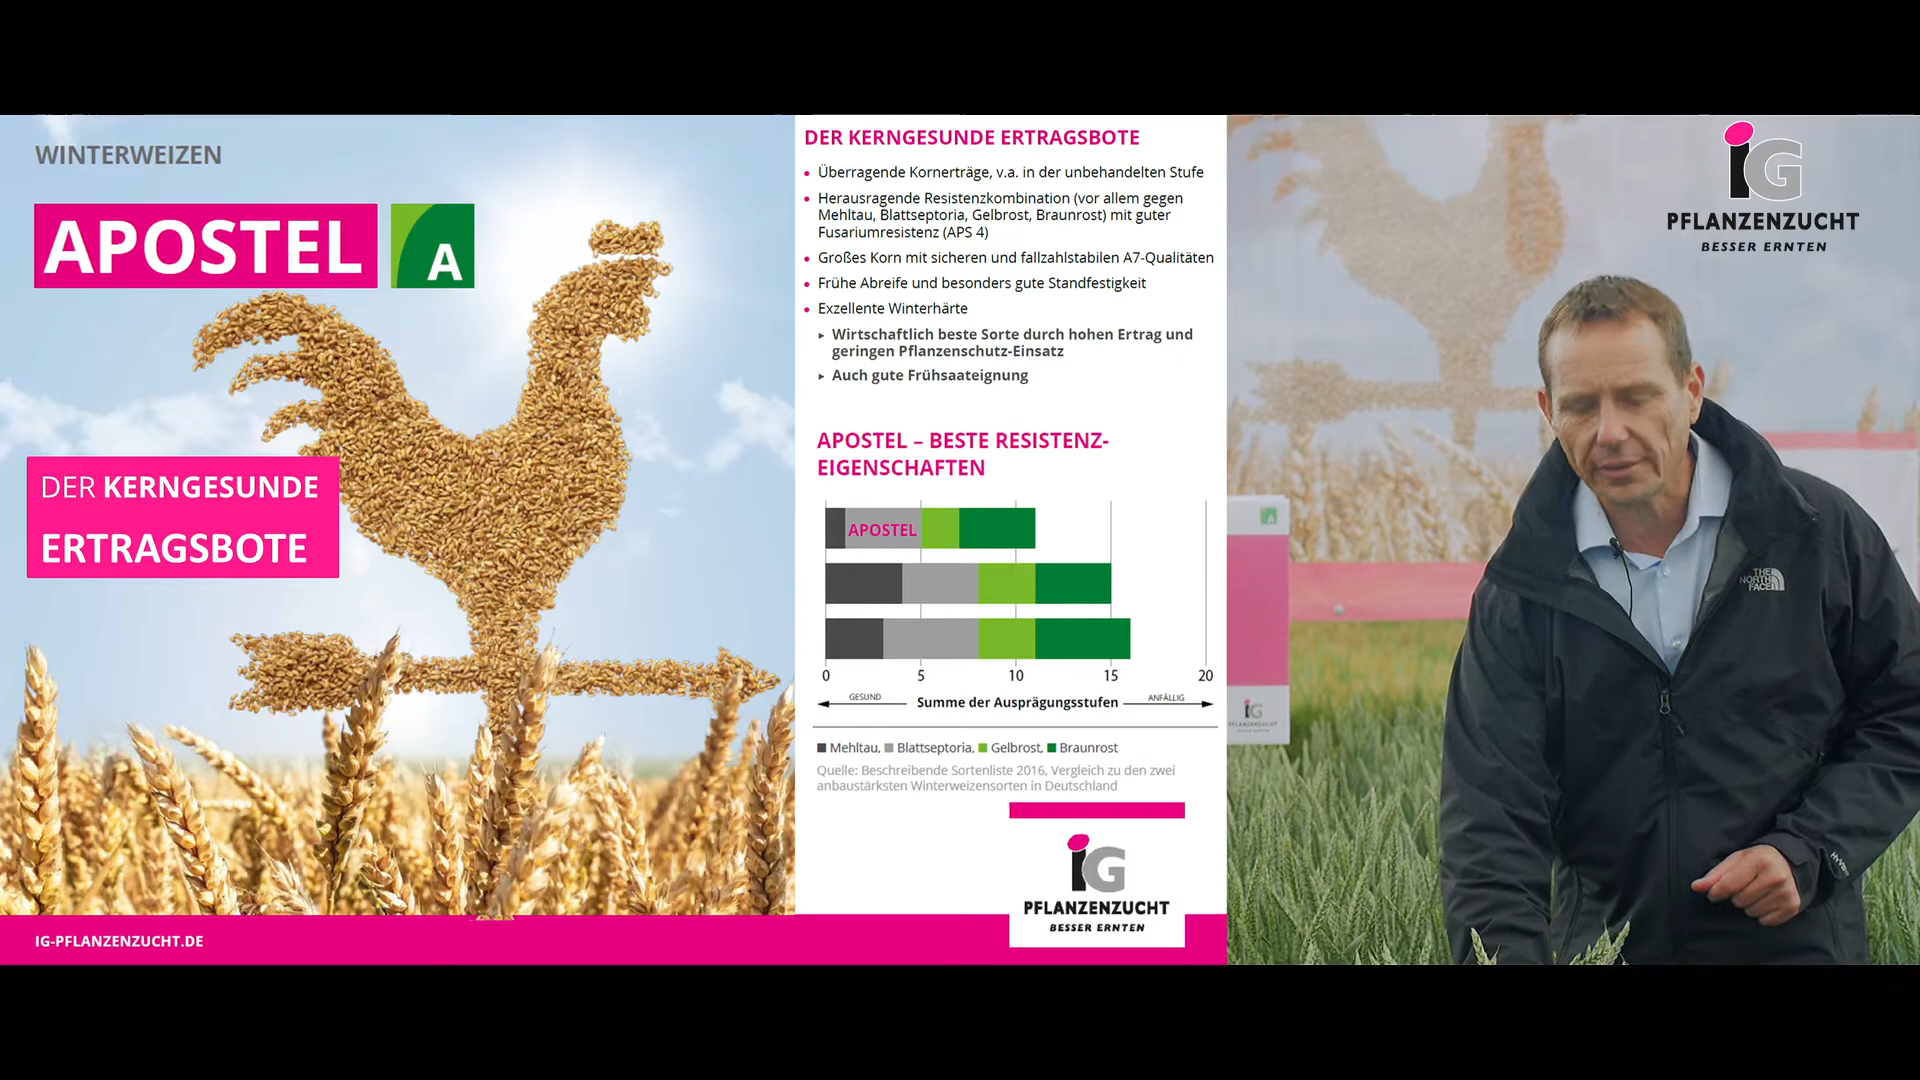 WINTERWEIZEN
APOSTEL
A
DER KERNGESUNDE
ERTRAGSBOTE
IG-PFLANZENZUCHT.DE
DER KERNGESUNDE ERTRAGSBOTE
• Überragende Kornerträge, v.a. in der unbehandelten Stufe
• Herausragende Resistenzkombination (vor allem gegen
Mehltau, Blattseptoria, Gelbrost, Braunrost) mit guter
Fusariumresistenz (APS 4)
• Großes Korn mit sicheren und fallzahlstabilen A7-Qualitäten
• Frühe Abreife und besonders gute Standfestigkeit
• Exzellente Winterhärte
▸ Wirtschaftlich beste Sorte durch hohen Ertrag und
geringen Pflanzenschutz-Einsatz
▸ Auch gute Frühsaateignung
APOSTEL – BESTE RESISTENZ-
EIGENSCHAFTEN
APOSTEL
0 5 10 15 20
GESUND Summe der Ausprägungsstufen ANFÄLLIG
Mehltau, Blattseptoria, Gelbrost, Braunrost
Quelle: Beschreibende Sortenliste 2016, Vergleich zu den zwei
anbaustärksten Winterweizensorten in Deutschland
iG
PFLANZENZUCHT
BESSER ERNTEN
iG
PFLANZENZUCHT
BESSER ERNTEN
A
iG
PFLANZENZUCHT
THE
NORTH
FACE
HYVENT